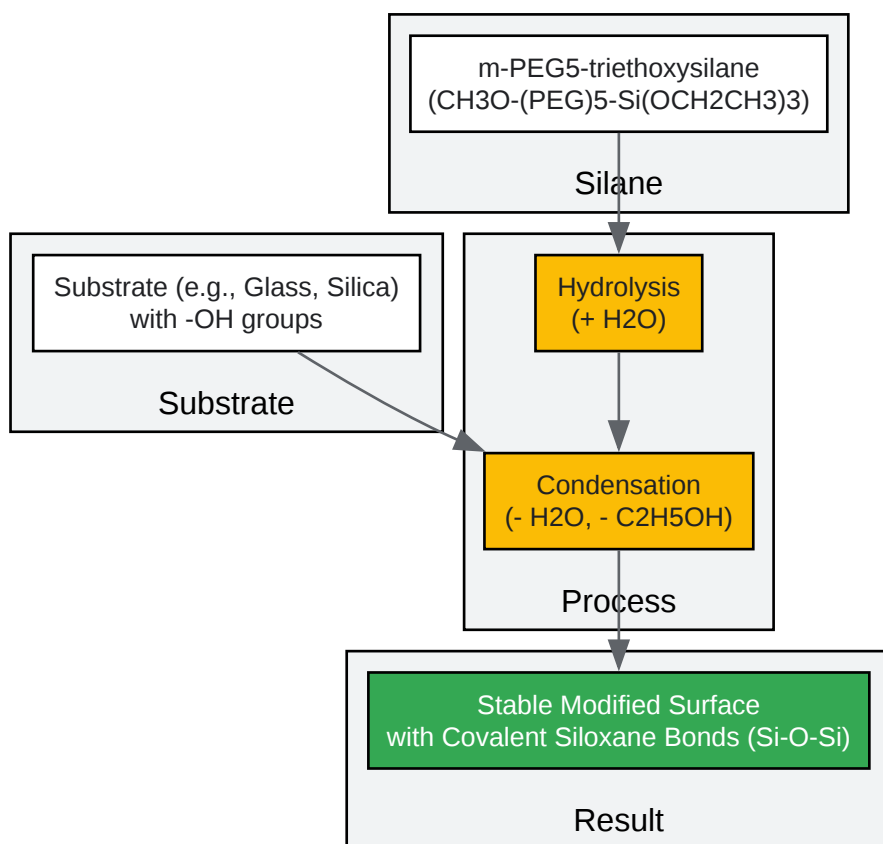 m-PEG5-triethoxysilane
(CH3O-(PEG)5-Si(OCH2CH3)3)
Silane
Substrate (e.g., Glass, Silica)
with -OH groups
Substrate
Hydrolysis
(+ H2O)
Condensation
(- H2O, - C2H5OH)
Process
Stable Modified Surface
with Covalent Siloxane Bonds (Si-O-Si)
Result